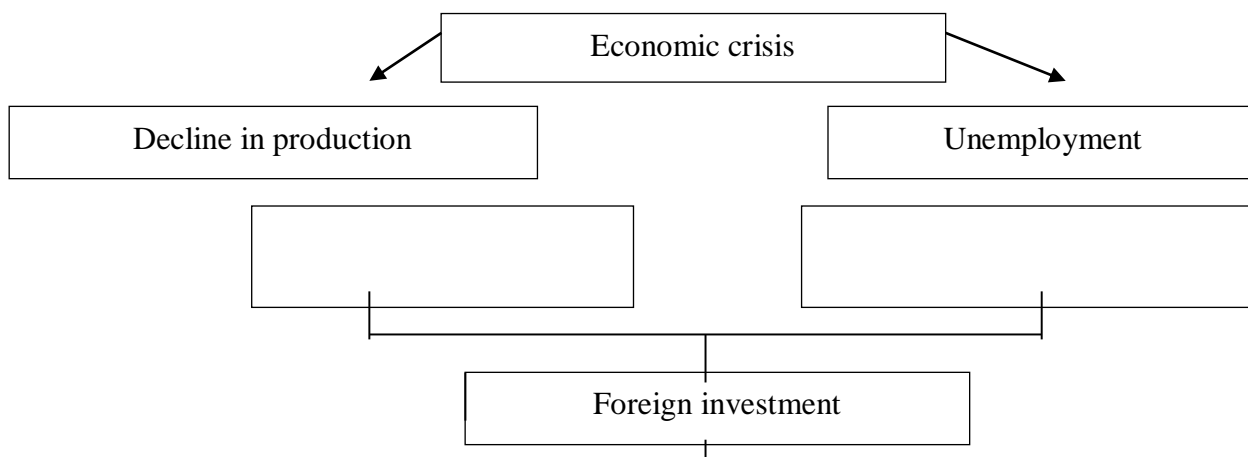 Economic crisis
Decline in production
Unemployment
Foreign investment